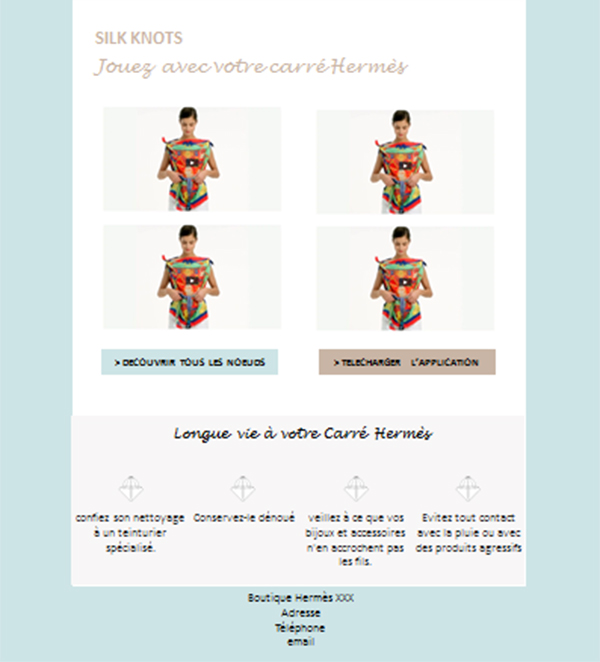 SILK KNOTS
Jouez avec votre carré Hermès
> DECOUVRIR TOUS LES NOEUDS
> TELECHARGER L'APPLICATION
Longue vie à votre Carré Hermès
confiez son nettoyage
à un teinturier
spécialisé.
Conservez-le dénoué
veillez à ce que vos
bijoux et accessoires
n'en accrochent pas
les fils.
Evitez tout contact
avec la pluie ou avec
des produits agressifs
Boutique Hermès XXX
Adresse
Téléphone
email